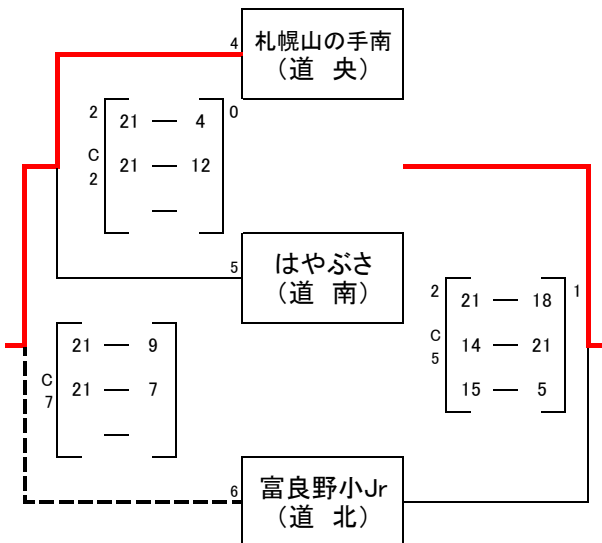 4
札幌山の手南
（道　央）
2
0
21 — 4
C
2
21 — 12
—
5
はやぶさ
（道　南）
2
1
21 — 18
C
5
14 — 21
15 — 5
21 — 9
C
7
21 — 7
—
6
富良野小Jr
（道　北）